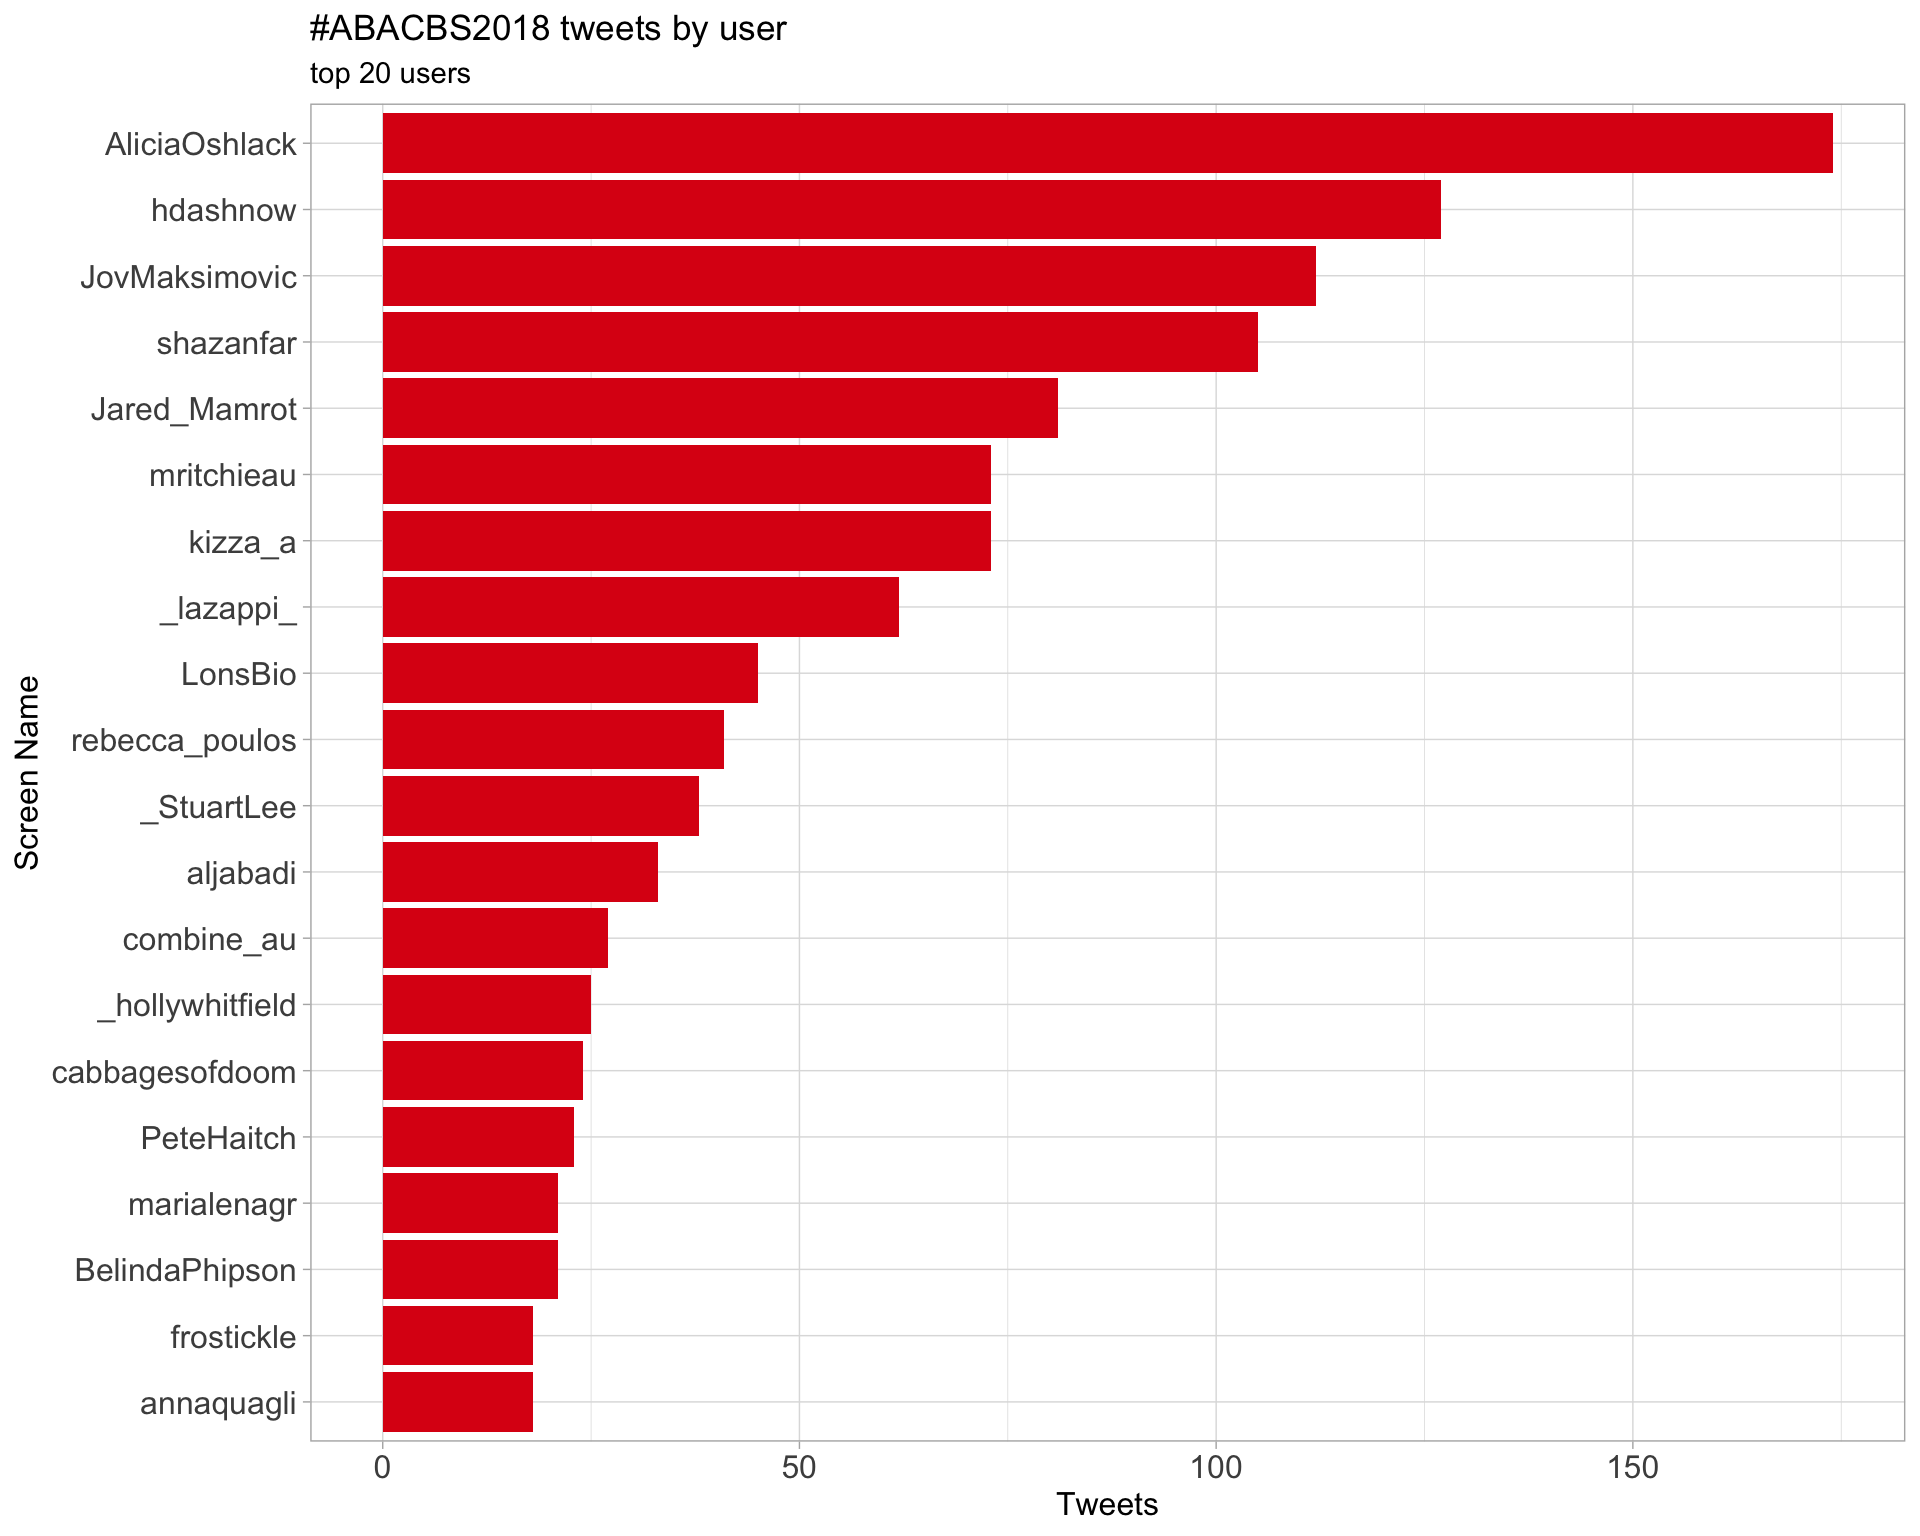 #ABACBS2018 tweets by user
top 20 users
AliciaOshlack
hdashnow
JovMaksimovic
shazanfar
Jared_Mamrot
mritchieau
kizza_a
_lazappi_
LonsBio
rebecca_poulos
_StuartLee
aljabadi
combine_au
_hollywhitfield
cabbagesofdoom
PeteHaitch
marialenagr
BelindaPhipson
frostickle
annaquagli
Screen Name
0 50 100 150
Tweets